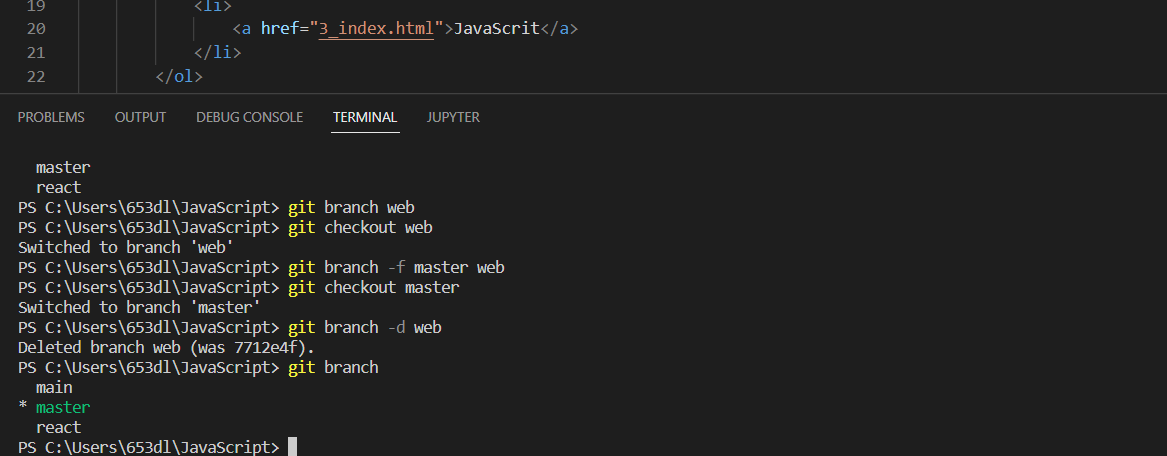 19 <li>
20 <a href="3_index.html">JavaScrit</a>
21 </li>
22 </ol>
PROBLEMS OUTPUT DEBUG CONSOLE TERMINAL JUPYTER
master
react
PS C:\Users\653dl\JavaScript> git branch web
PS C:\Users\653dl\JavaScript> git checkout web
Switched to branch 'web'
PS C:\Users\653dl\JavaScript> git branch -f master web
PS C:\Users\653dl\JavaScript> git checkout master
Switched to branch 'master'
PS C:\Users\653dl\JavaScript> git branch -d web
Deleted branch web (was 7712e4f).
PS C:\Users\653dl\JavaScript> git branch
main
* master
react
PS C:\Users\653dl\JavaScript>